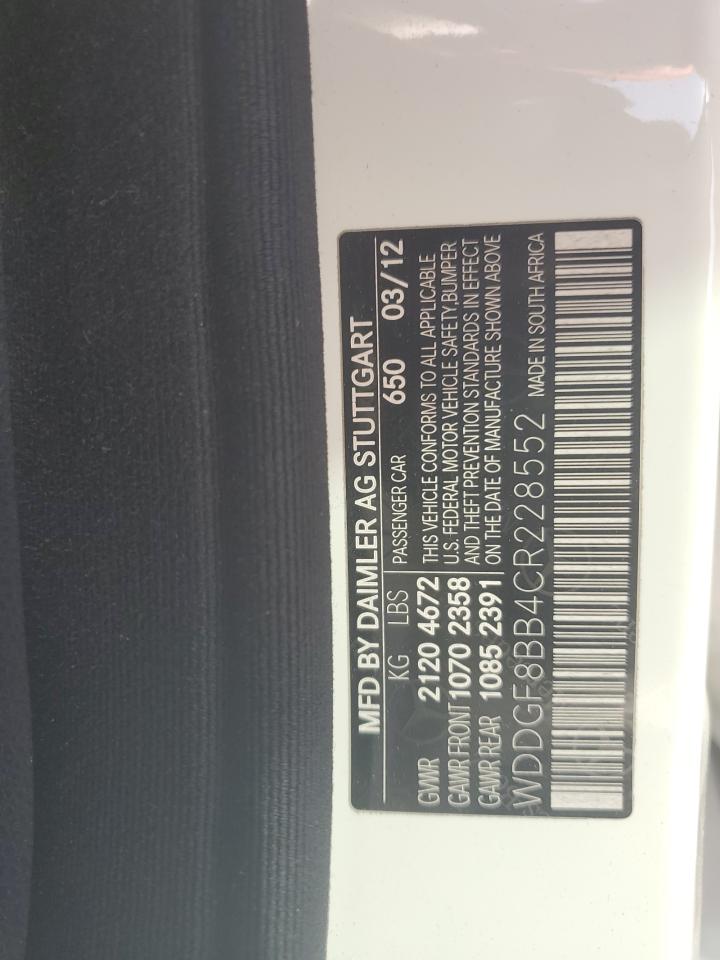 MFD BY DAIMLER AG STUTTGART
KG LBS PASSENGER CAR 650 03/12
GVWR 2120 4672 THIS VEHICLE CONFORMS TO ALL APPLICABLE
GAWR FRONT 1070 2358 U.S. FEDERAL MOTOR VEHICLE SAFETY, BUMPER
GAWR REAR 1085 2391 AND THEFT PREVENTION STANDARDS IN EFFECT
ON THE DATE OF MANUFACTURE SHOWN ABOVE
WDDGF8BB4CR228552 MADE IN SOUTH AFRICA